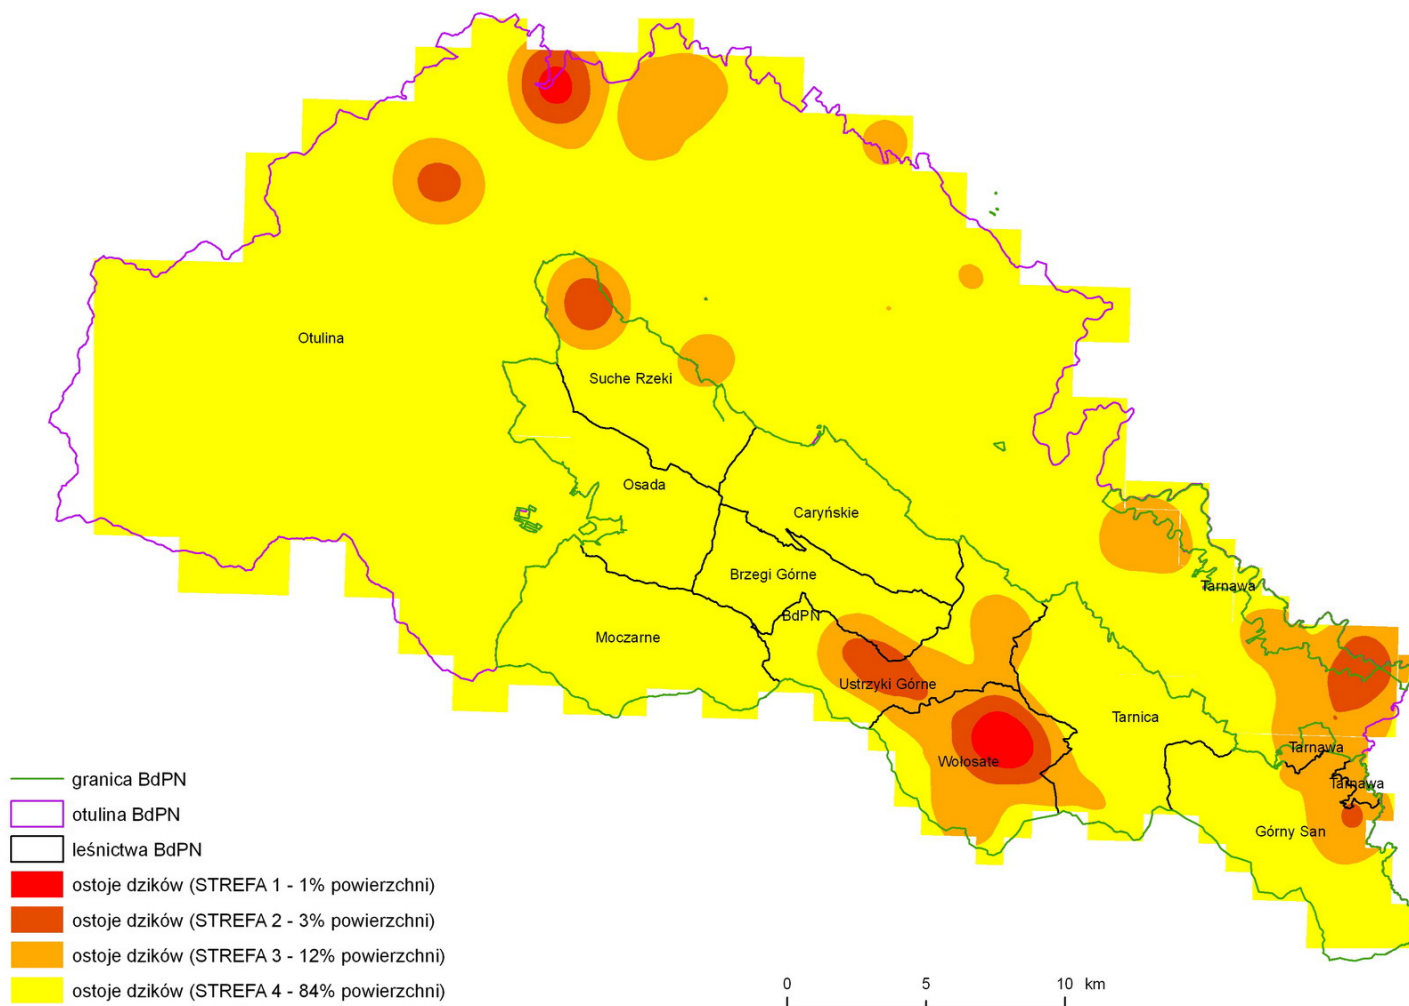 Otulina
Suche Rzeki
Osada
Caryńskie
Brzegi Górne
BdPN
Moczarne
Tarnawa
Ustrzyki Górne
Tarnica
Wołosate
Tarnawa
Tarnawa
Górny San
granica BdPN
otulina BdPN
leśnictwa BdPN
ostoje dzików (STREFA 1 - 1% powierzchni)
ostoje dzików (STREFA 2 - 3% powierzchni)
ostoje dzików (STREFA 3 - 12% powierzchni)
ostoje dzików (STREFA 4 - 84% powierzchni)
0 5 10 km